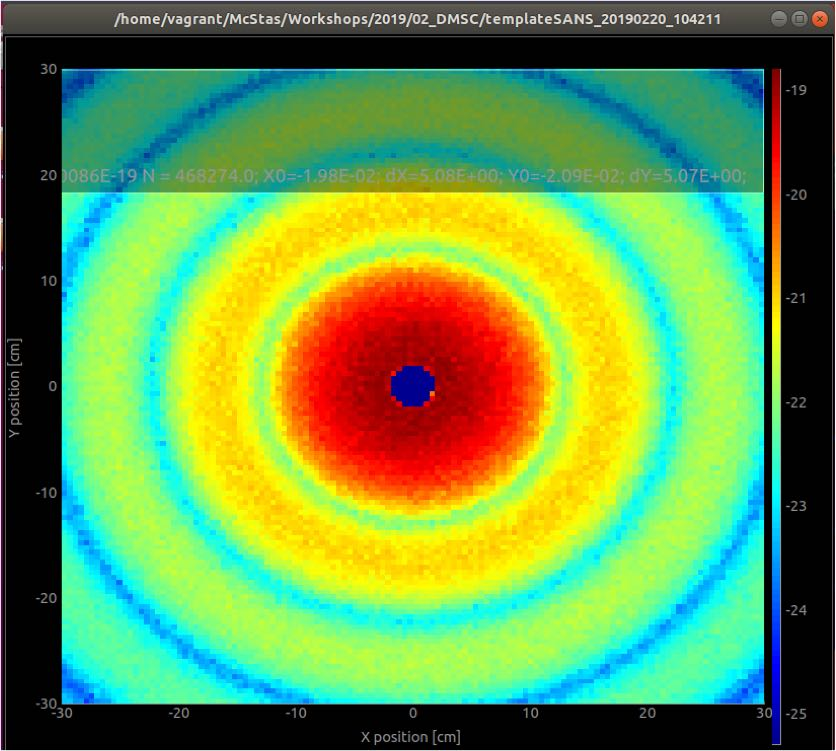 /home/vagrant/McStas/Workshops/2019/02_DMSC/templateSANS_20190220_104211
30
20
10
0
-10
-20
-30
0086E-19 N = 468274.0; X0=-1.98E-02; dX=5.08E+00; Y0=-2.09E-02; dY=5.07E+00;
Y position [cm]
-30 -20 -10 0 10 20 30
X position [cm]
-19
-20
-21
-22
-23
-24
-25